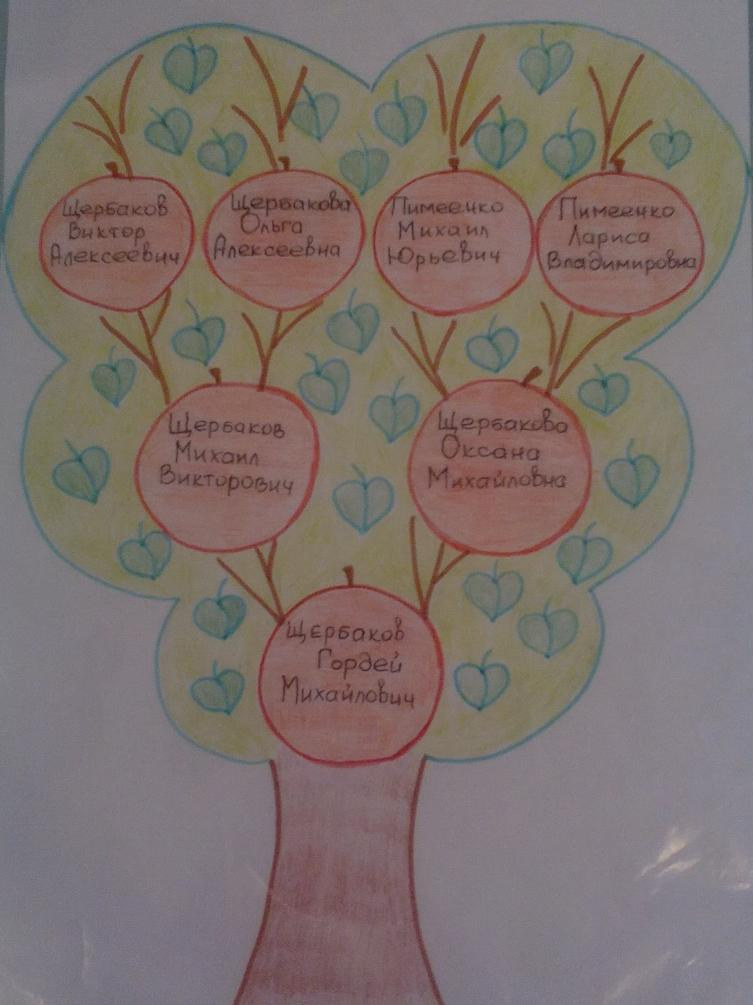 Щербаков
Виктор
Алексеевич
Щербакова
Ольга
Алексеевна
Пимеенко
Михаил
Юрьевич
Пимеенко
Лариса
Владимировна
Щербаков
Михаил
Викторович
Щербакова
Оксана
Михайловна
Щербаков
Гордей
Михайлович